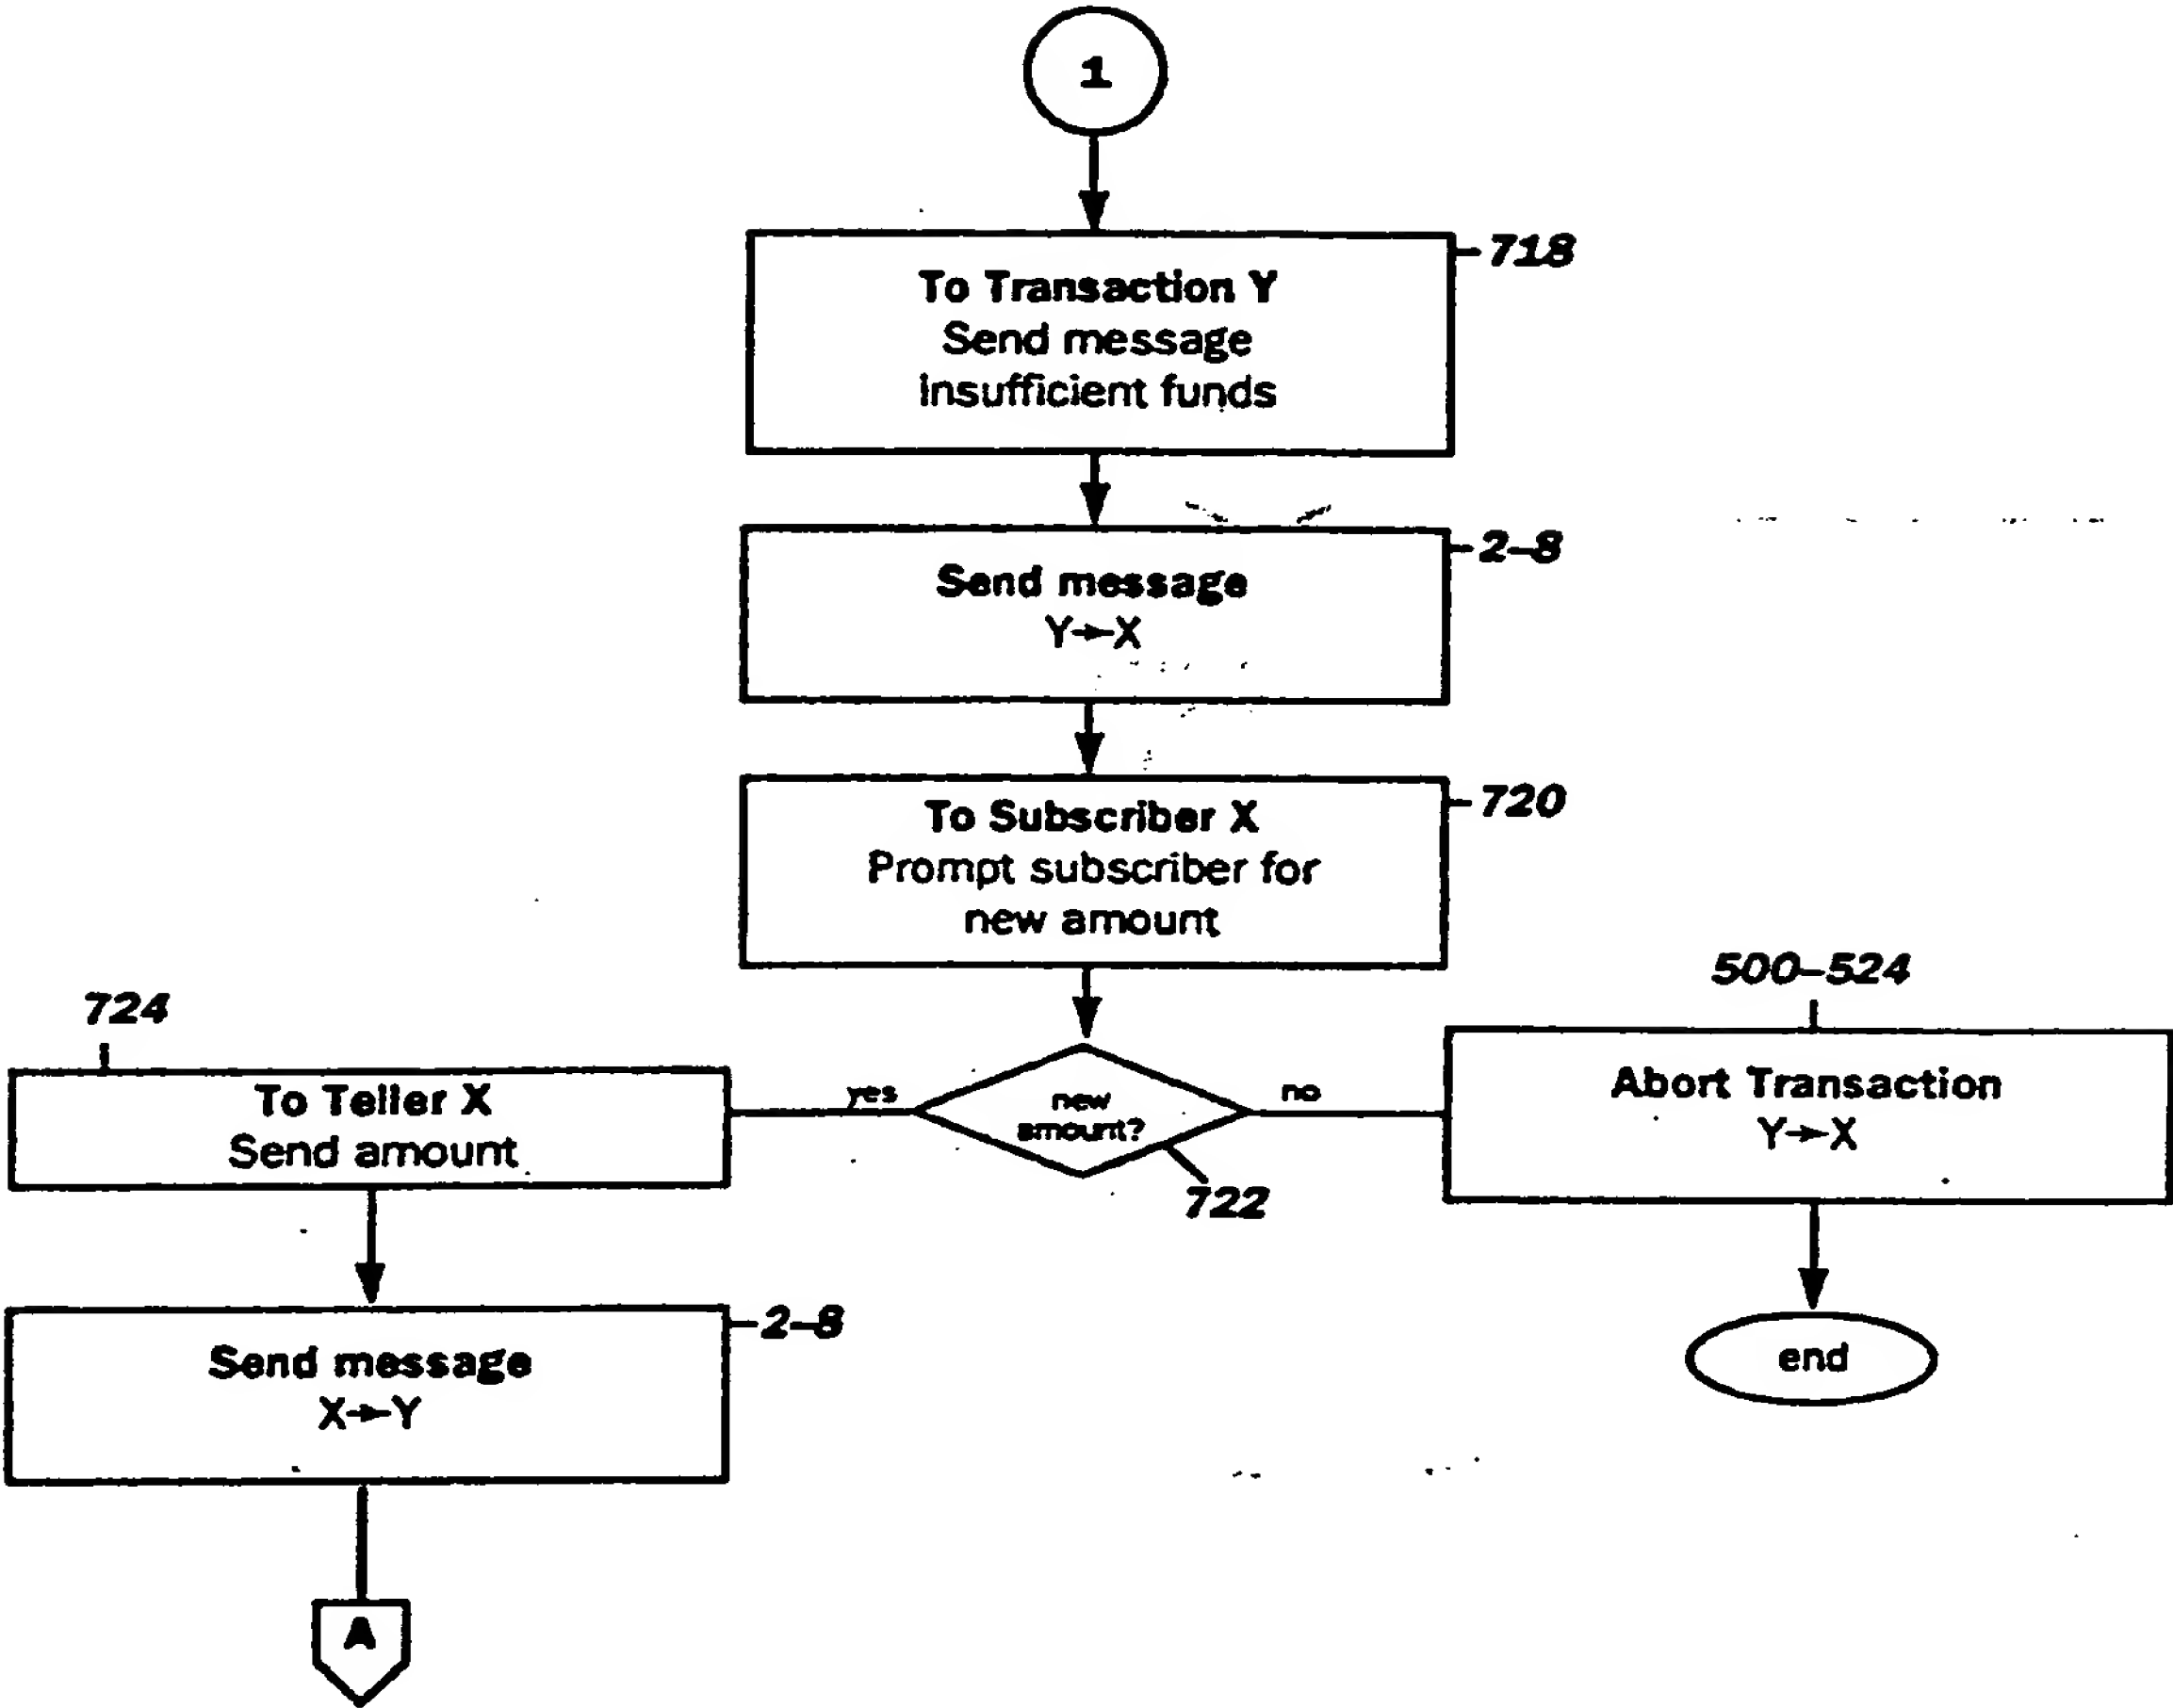 1
718
To Transaction Y
Send message
insufficient funds
2-8
Send message
Y→X
720
To Subscriber X
Prompt subscriber for
new amount
500-524
724
Abort Transaction
Y→X
To Teller X
Send amount
yes
new
amount?
no
722
2-8
Send message
X→Y
end
A